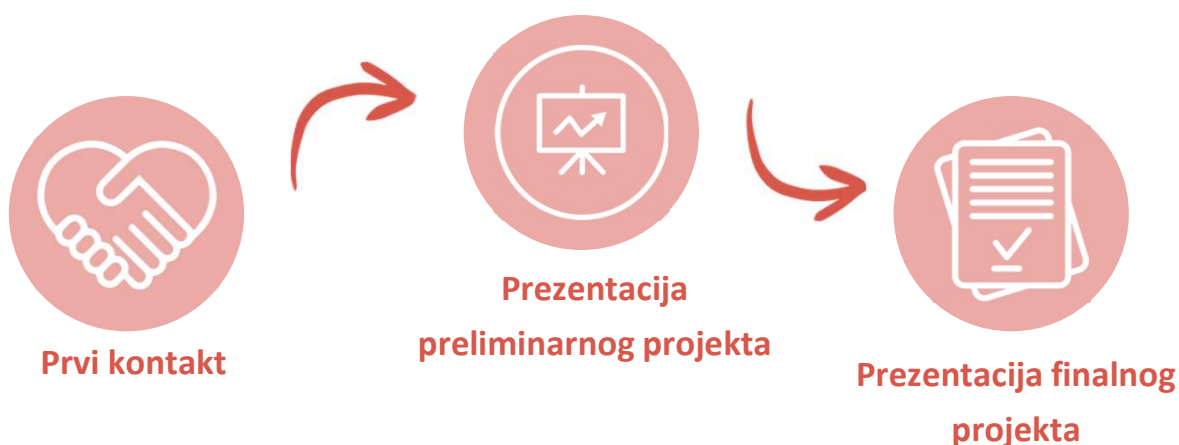 Prvi kontakt
Prezentacija
preliminarnog projekta
Prezentacija finalnog
projekta